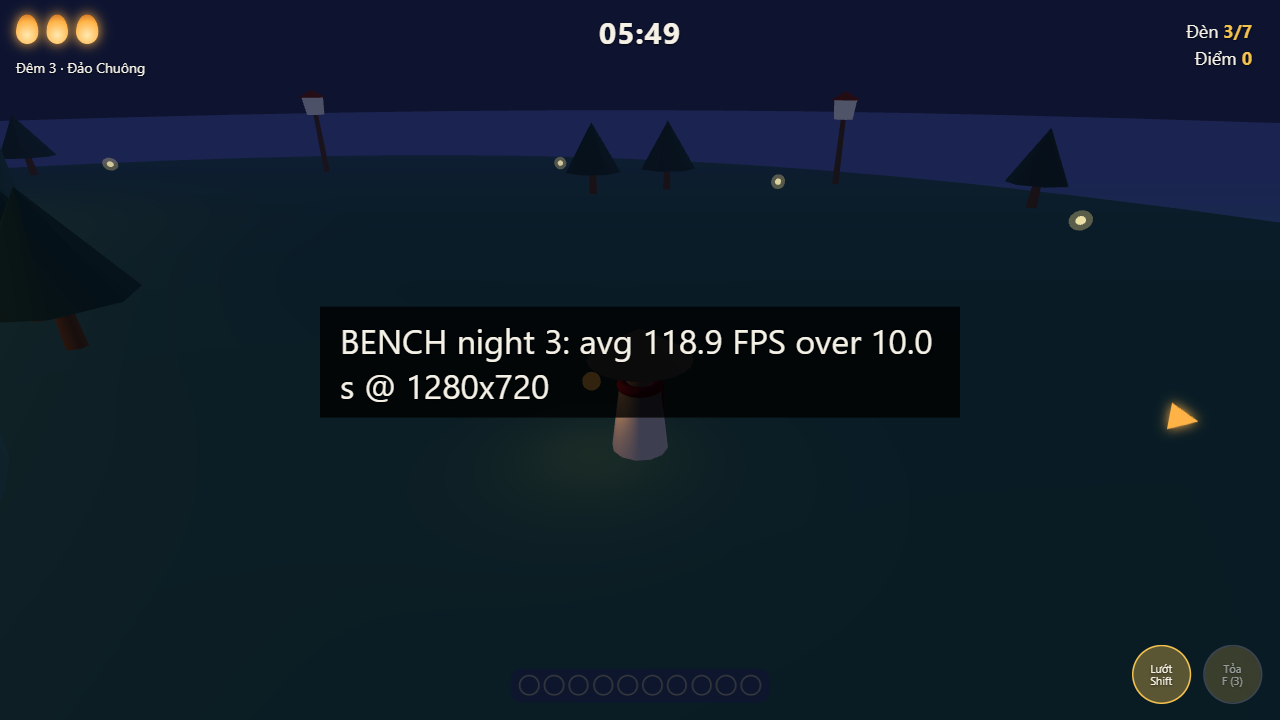 05:49
Đèn 3/7
Điểm 0
Đêm 3 · Đảo Chuông
BENCH night 3: avg 118.9 FPS over 10.0
s @ 1280x720
Lướt
Shift
Tỏa
F (3)